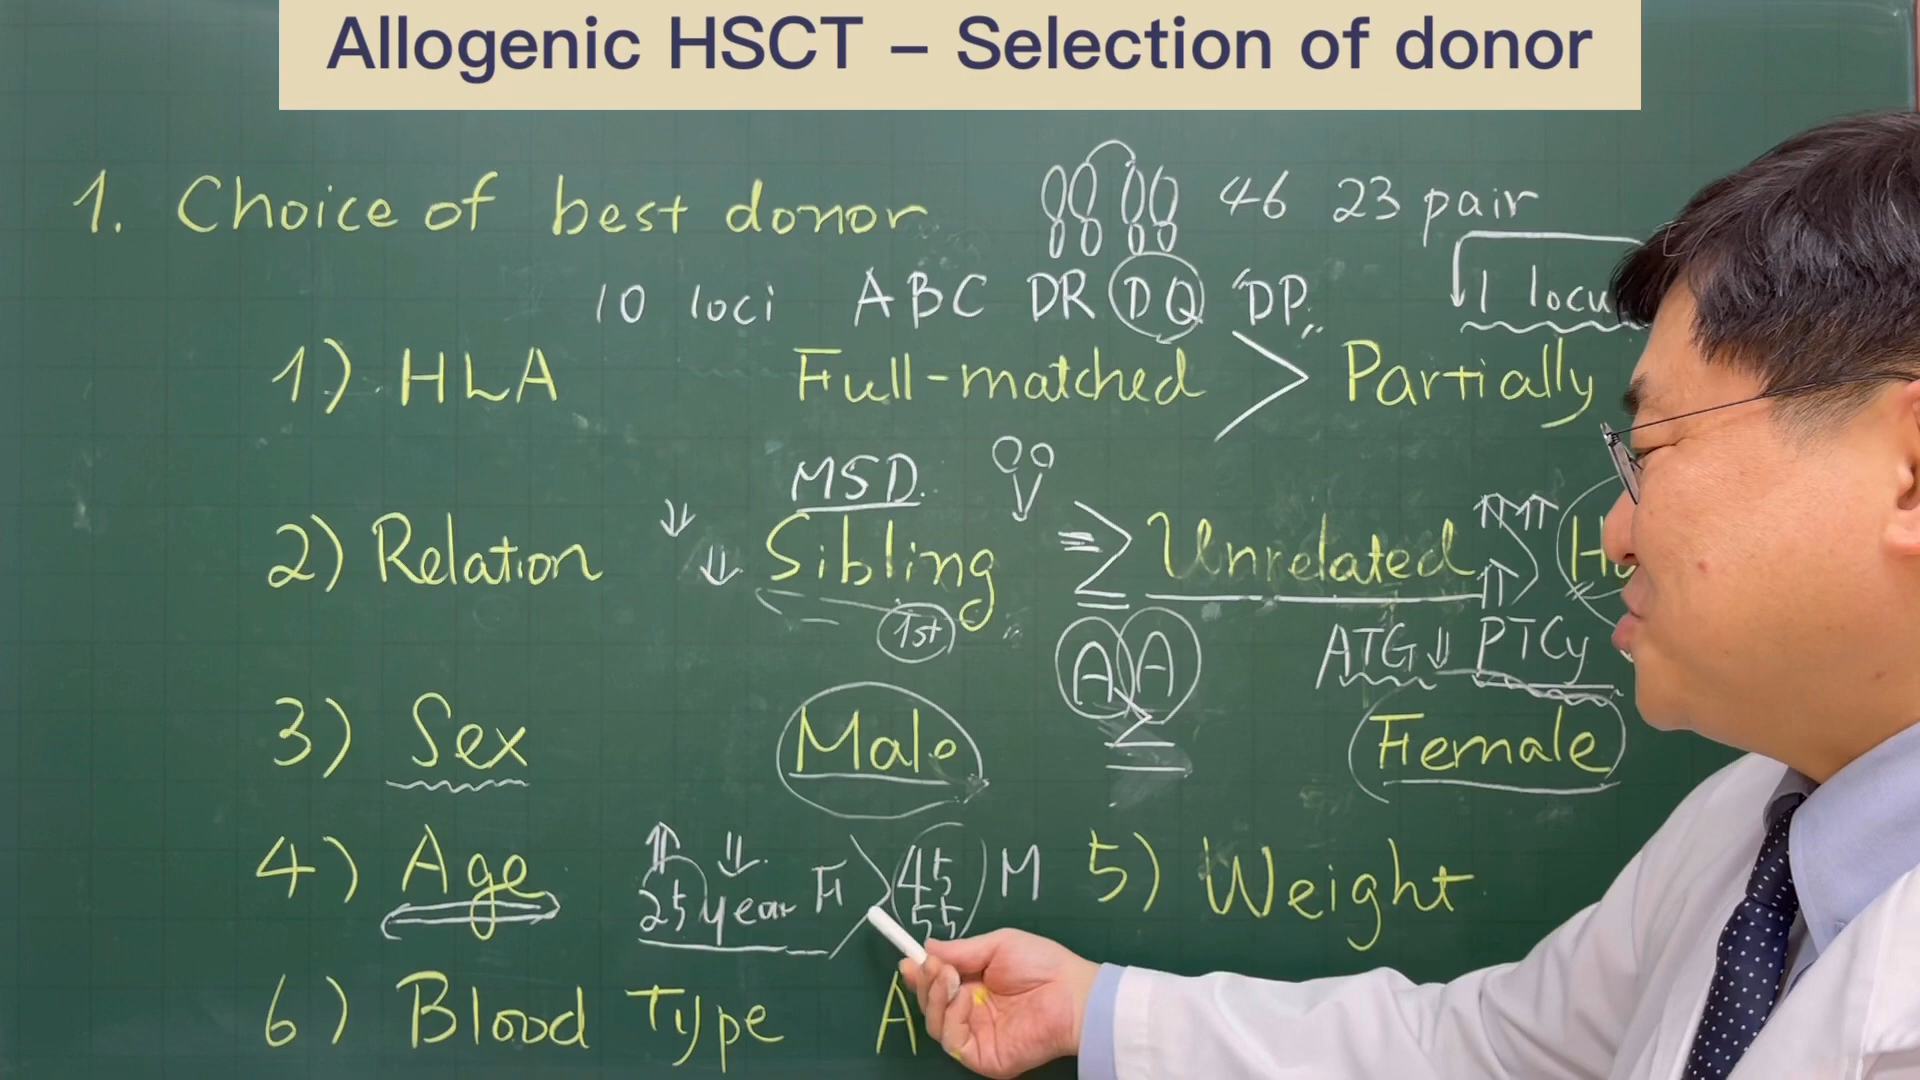 Allogenic HSCT – Selection of donor
1. Choice of best donor 46 23 pair
10 loci A B C DR DQ "DP" 1 locu
1) HLA Full-matched > Partially
MSD
2) Relation ↓↓ Sibling ≥ Unrelated ↑↑ > H
1st A A ATG↓ PTCy
3) Sex Male ≥ Female
4) Age ↑ ↓ 25 year F > 45 55 M 5) Weight
6) Blood Type A